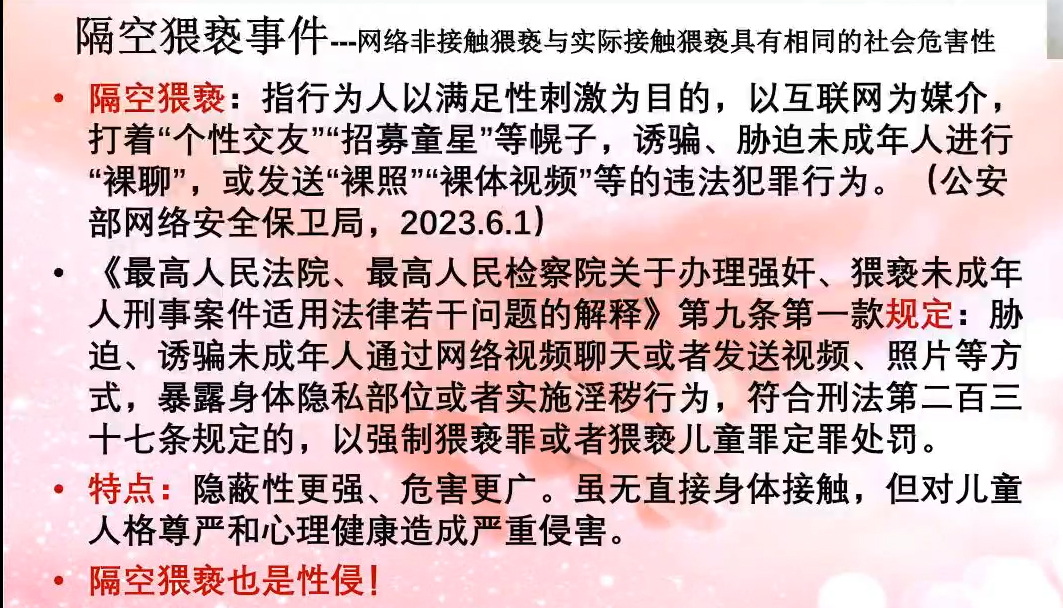 隔空猥亵事件---网络非接触猥亵与实际接触猥亵具有相同的社会危害性
• 隔空猥亵：指行为人以满足性刺激为目的，以互联网为媒介，
打着“个性交友”“招募童星”等幌子，诱骗、胁迫未成年人进行
“裸聊”，或发送“裸照”“裸体视频”等的违法犯罪行为。（公安
部网络安全保卫局，2023.6.1）
• 《最高人民法院、最高人民检察院关于办理强奸、猥亵未成年
人刑事案件适用法律若干问题的解释》第九条第一款规定：胁
迫、诱骗未成年人通过网络视频聊天或者发送视频、照片等方
式，暴露身体隐私部位或者实施淫秽行为，符合刑法第二百三
十七条规定的，以强制猥亵罪或者猥亵儿童罪定罪处罚。
• 特点：隐蔽性更强、危害更广。虽无直接身体接触，但对儿童
人格尊严和心理健康造成严重侵害。
• 隔空猥亵也是性侵！